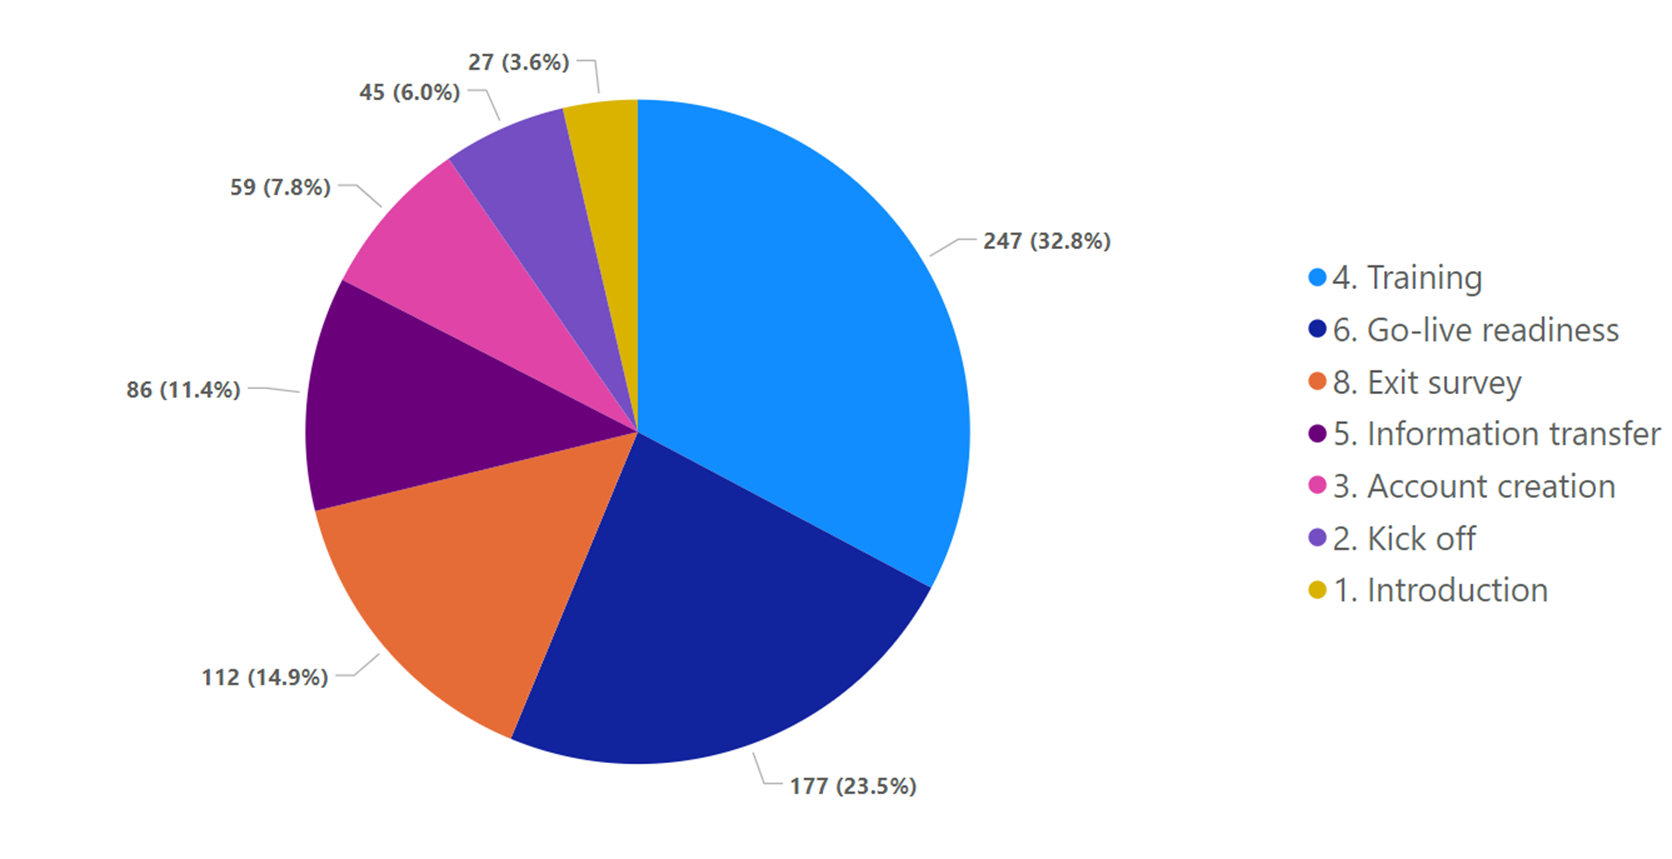 27 (3.6%)
45 (6.0%)
59 (7.8%)
247 (32.8%)
86 (11.4%)
112 (14.9%)
177 (23.5%)
4. Training
6. Go-live readiness
8. Exit survey
5. Information transfer
3. Account creation
2. Kick off
1. Introduction